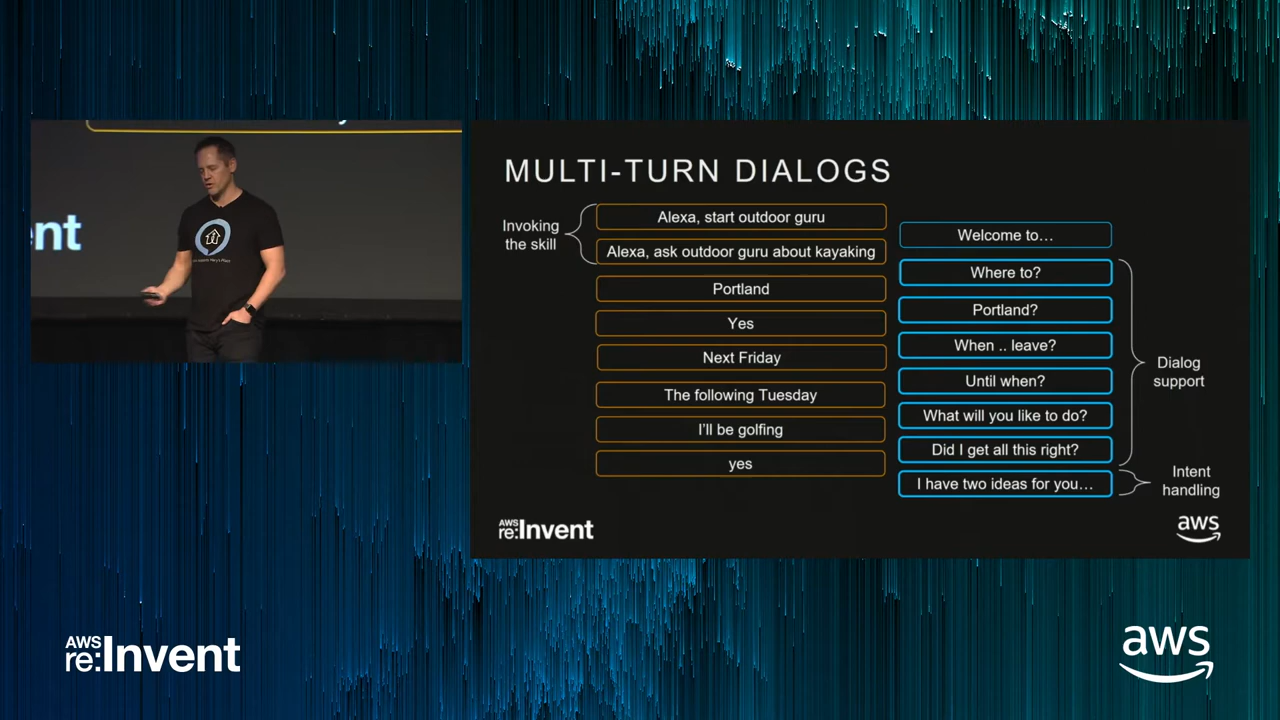 MULTI-TURN DIALOGS
Invoking
the skill
Alexa, start outdoor guru
Alexa, ask outdoor guru about kayaking
Portland
Yes
Next Friday
The following Tuesday
I'll be golfing
yes
Welcome to…
Where to?
Portland?
When .. leave?
Until when?
What will you like to do?
Did I get all this right?
I have two ideas for you…
Dialog
support
Intent
handling
AWS
re:Invent
aws
ent
AWS
re:Invent
aws